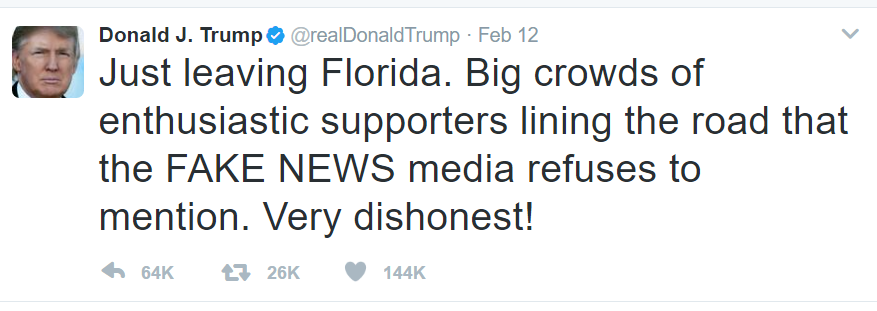 Donald J. Trump @realDonaldTrump · Feb 12
Just leaving Florida. Big crowds of
enthusiastic supporters lining the road that
the FAKE NEWS media refuses to
mention. Very dishonest!
64K 26K 144K